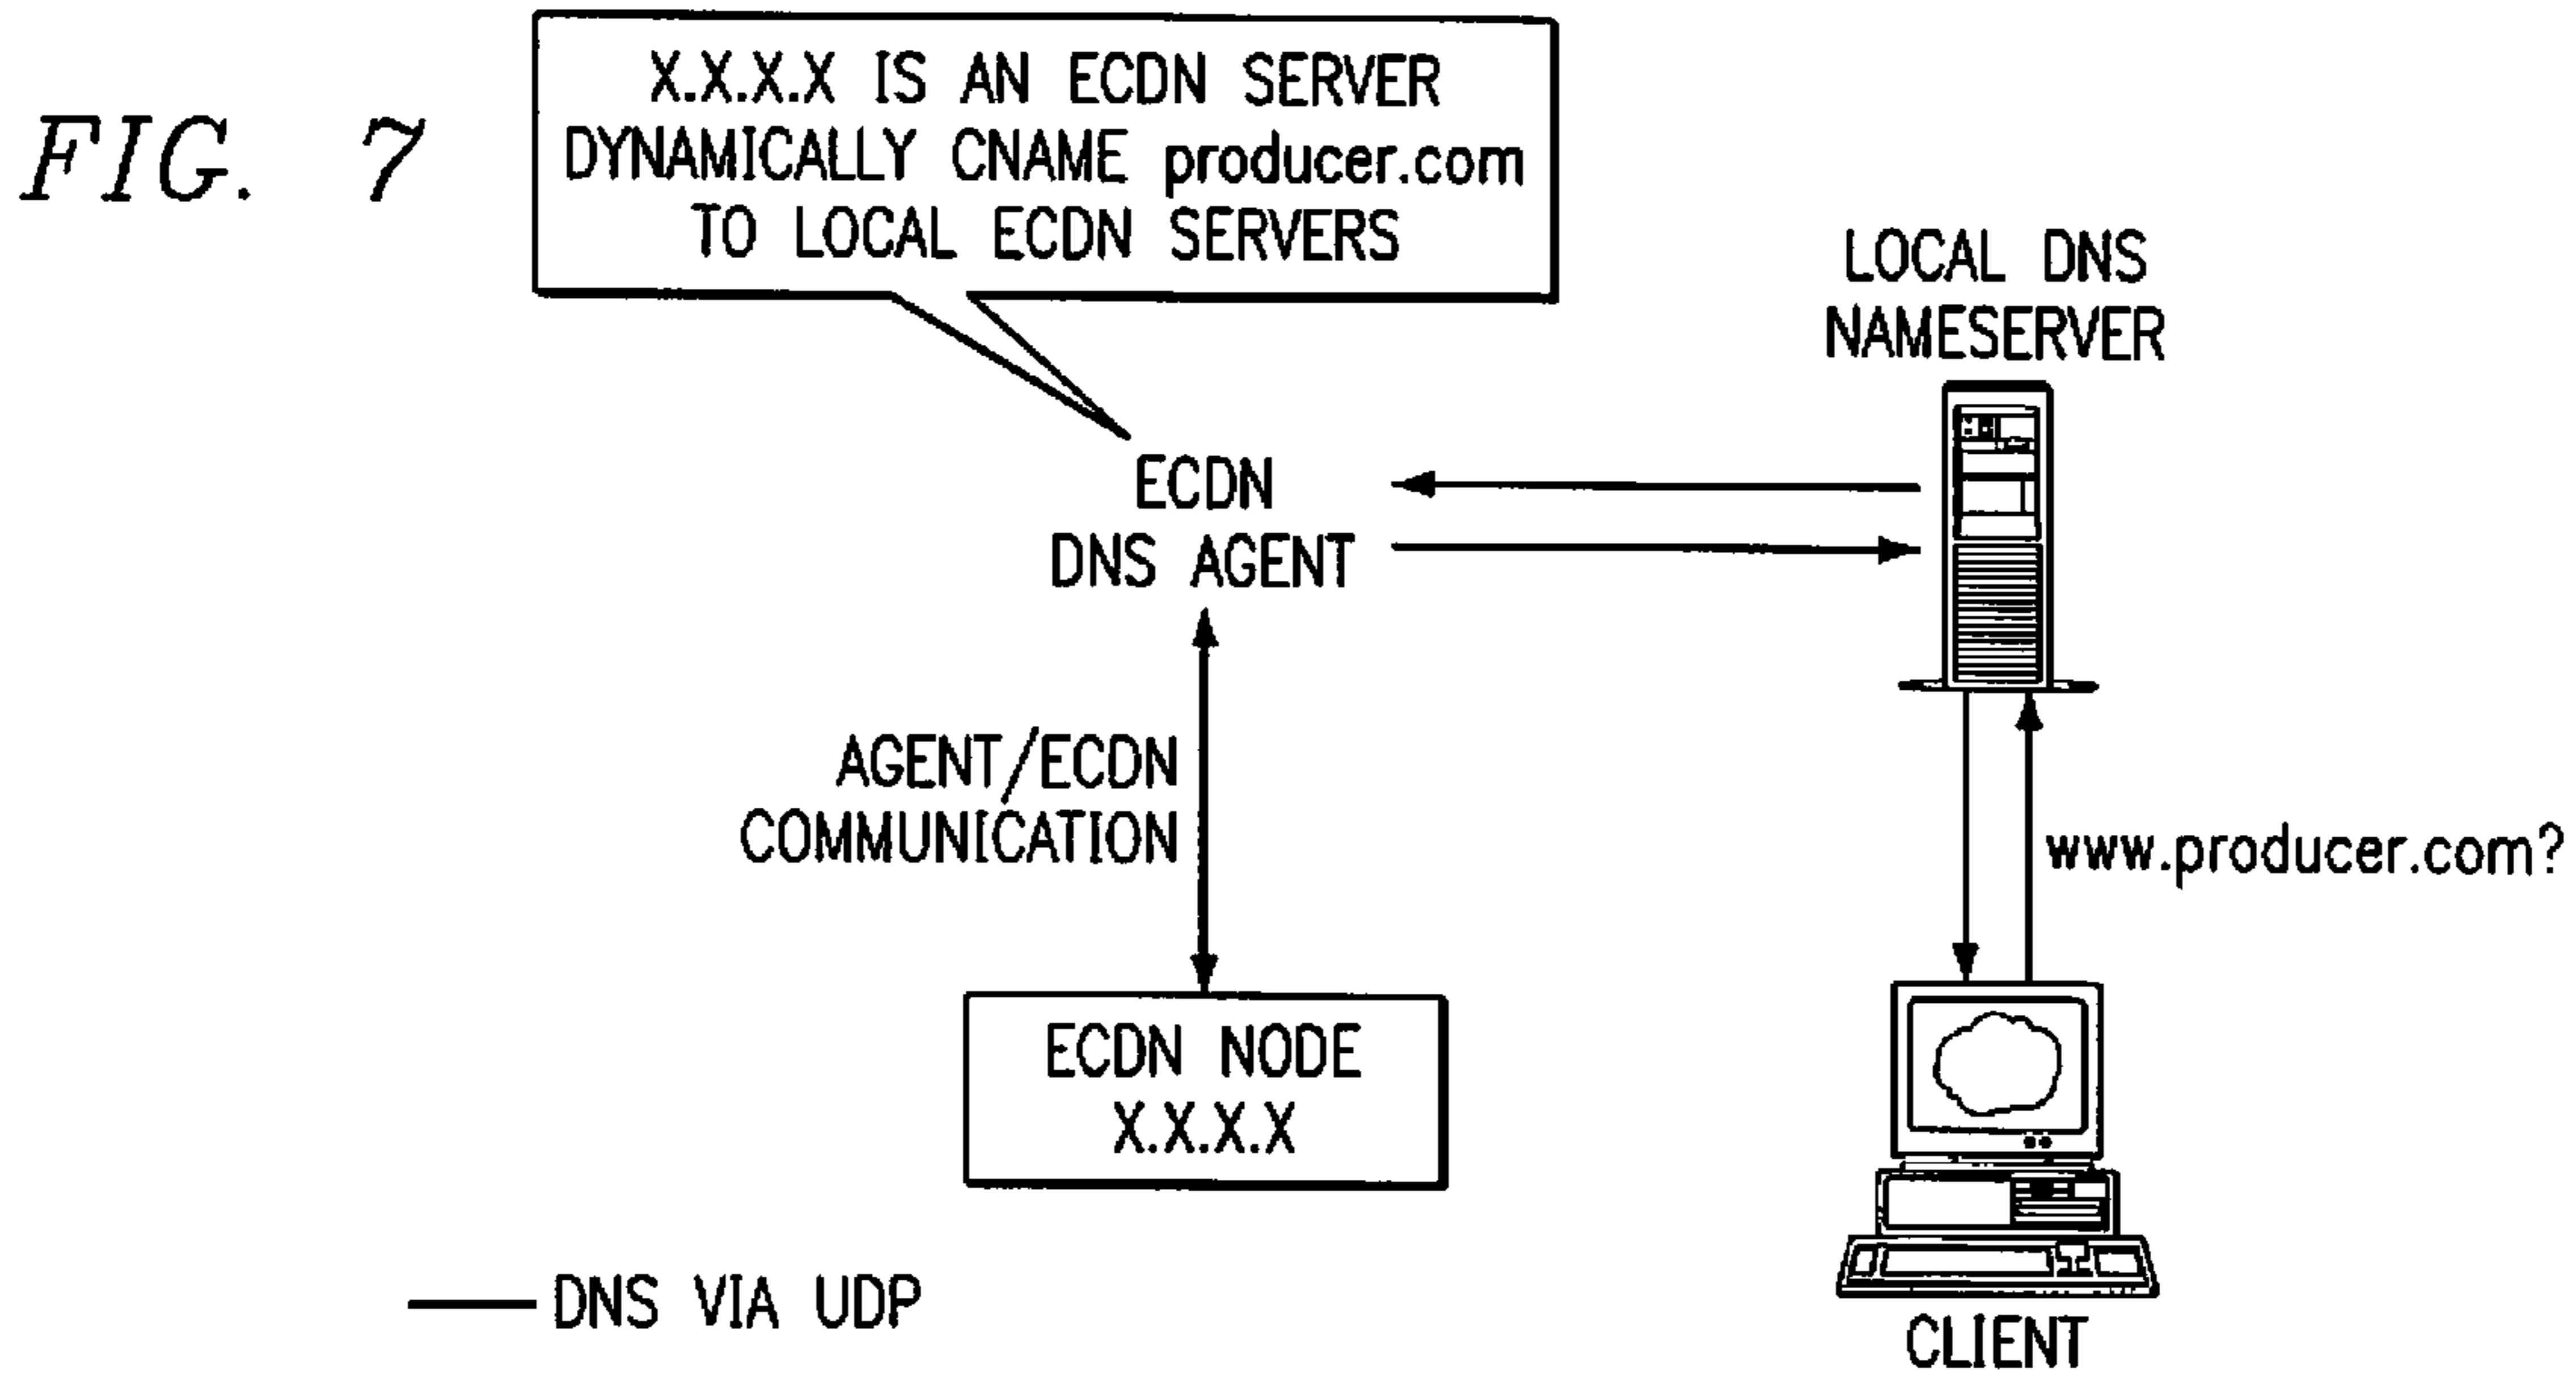 FIG. 7
X.X.X.X IS AN ECDN SERVER
DYNAMICALLY CNAME producer.com
TO LOCAL ECDN SERVERS
LOCAL DNS
NAMESERVER
ECDN
DNS AGENT
AGENT/ECDN
COMMUNICATION
www.producer.com?
ECDN NODE
X.X.X.X
DNS VIA UDP
CLIENT